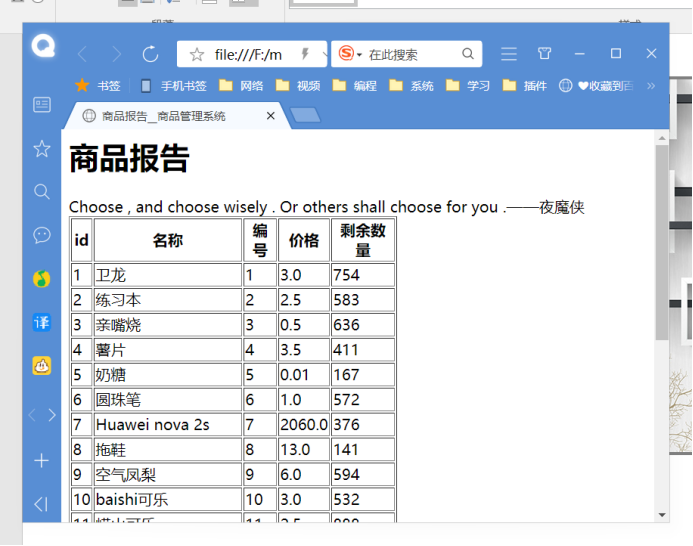 file:///F:/m
在此搜索
书签
手机书签
网络
视频
编程
系统
学习
插件
♥收藏到百
商品报告__商品管理系统
商品报告
Choose , and choose wisely . Or others shall choose for you .——夜魔侠
id 名称 编号 价格 剩余数量
1 卫龙 1 3.0 754
2 练习本 2 2.5 583
3 亲嘴烧 3 0.5 636
4 薯片 4 3.5 411
5 奶糖 5 0.01 167
6 圆珠笔 6 1.0 572
7 Huawei nova 2s 7 2060.0 376
8 拖鞋 8 13.0 141
9 空气凤梨 9 6.0 594
10 baishi可乐 10 3.0 532
译